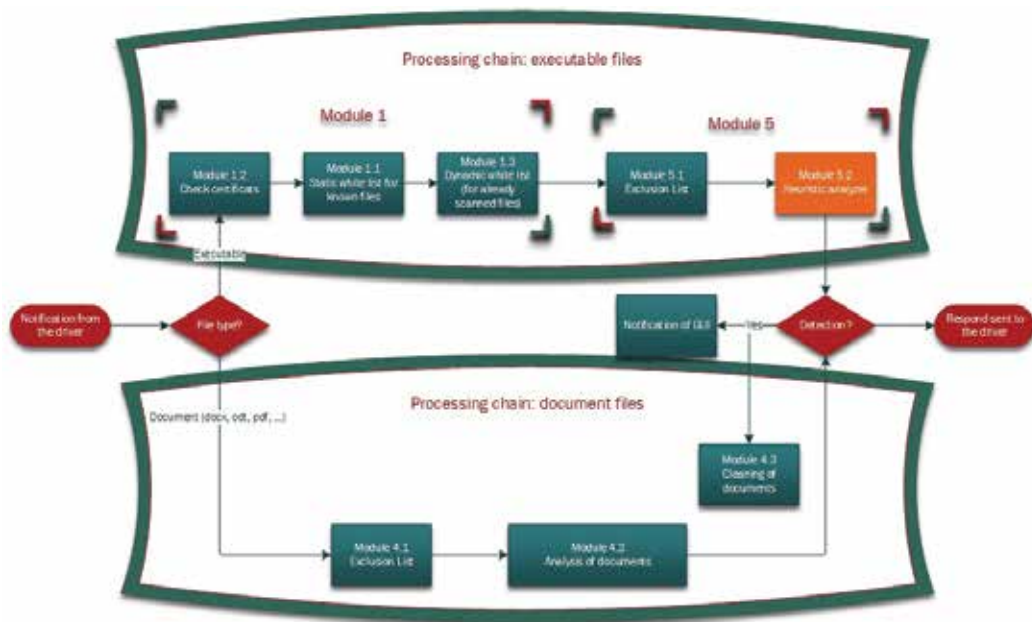 Processing chain: executable files
Module 1
Module 5
Module 1.2
Check certificats
Module 1.1
Static white list for
known files
Module 1.3
Dynamic white list
(for already
scanned files)
Module 5.1
Exclusion List
Module 5.2
Heuristic analyze
Executable
Notification from
the driver
File type?
Notification of GUI
Yes
Detection ?
Respond sent to
the driver
Processing chain: document files
Document (docx, odt, pdf, ...)
Module 4.3
Cleaning of
documents
Module 4.1
Exclusion List
Module 4.2
Analysis of documents